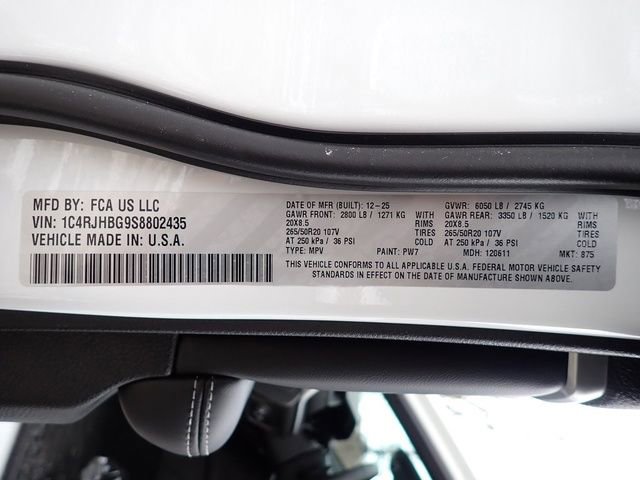 MFD BY: FCA US LLC
VIN: 1C4RJHBG9S8802435
VEHICLE MADE IN: U.S.A.
DATE OF MFR (BUILT): 12-25 GVWR: 6050 LB / 2745 KG
GAWR FRONT: 2800 LB / 1271 KG GAWR REAR: 3350 LB / 1520 KG
20X8.5 RIMS 20X8.5 RIMS
265/50R20 107V TIRES 265/50R20 107V TIRES
AT 250 kPa / 36 PSI COLD AT 250 kPa / 36 PSI COLD
TYPE: MPV PAINT: PW7 MDH: 120611 MKT: 875
THIS VEHICLE CONFORMS TO ALL APPLICABLE U.S.A. FEDERAL MOTOR VEHICLE SAFETY
STANDARDS IN EFFECT ON THE DATE OF MANUFACTURE SHOWN ABOVE.